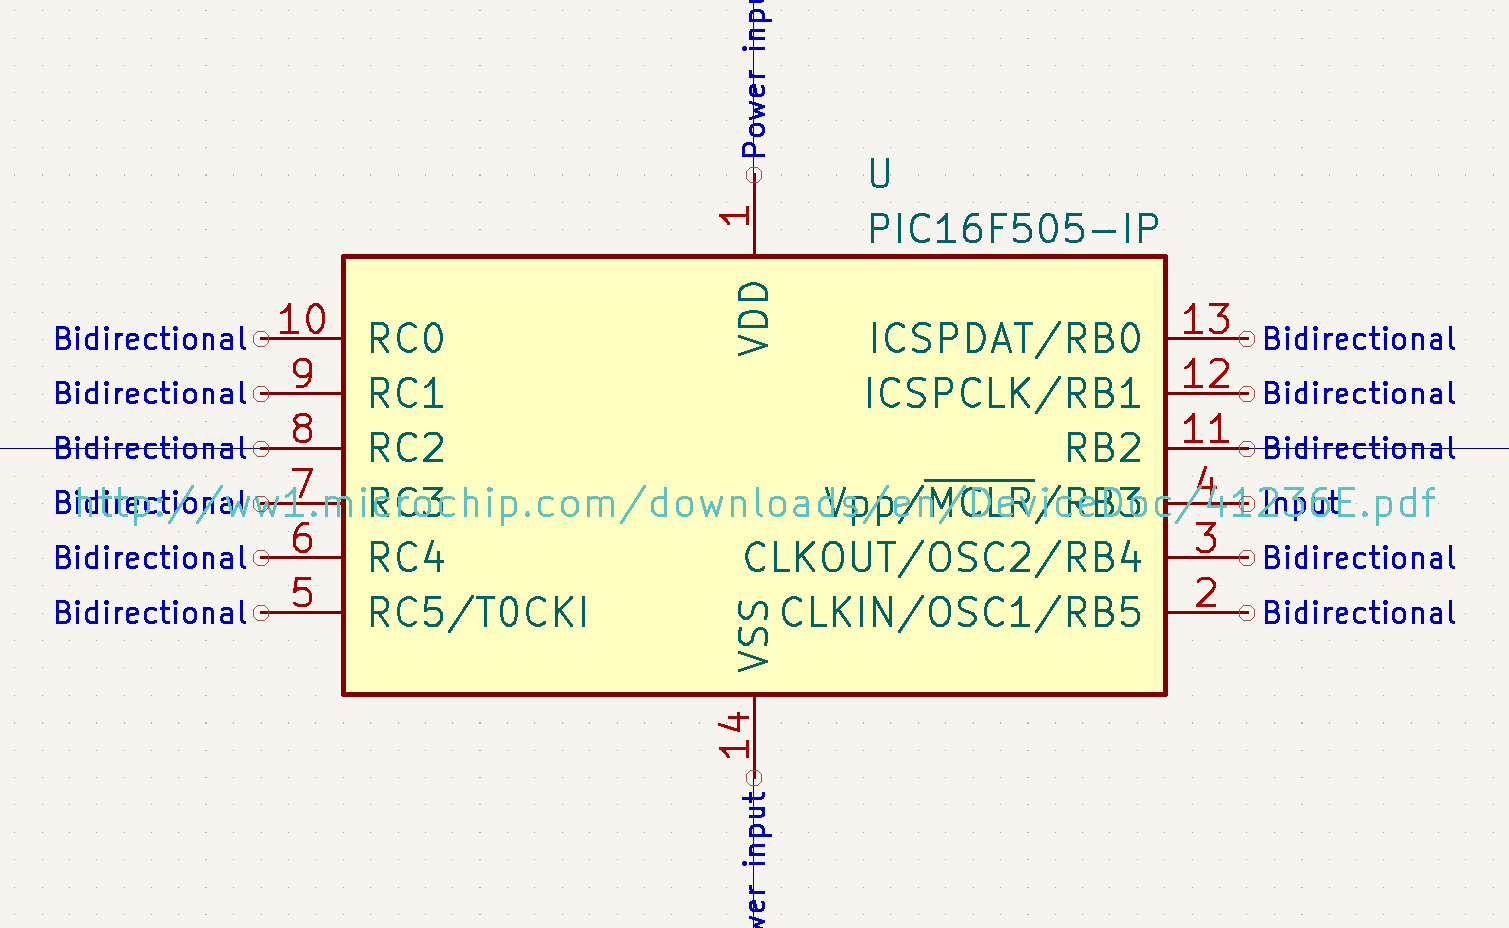 Power inpu
U
PIC16F505-IP
1
VDD
Bidirectional 10 RC0 ICSPDAT/RB0 13 Bidirectional
Bidirectional 9 RC1 ICSPCLK/RB1 12 Bidirectional
Bidirectional 8 RC2 RB2 11 Bidirectional
Bidirectional 7 RC3 Vpp/MCLR/RB3 4 Input
http://ww1.microchip.com/downloads/en/DeviceDoc/41236E.pdf
Bidirectional 6 RC4 CLKOUT/OSC2/RB4 3 Bidirectional
Bidirectional 5 RC5/T0CKI CLKIN/OSC1/RB5 2 Bidirectional
VSS
14
wer input